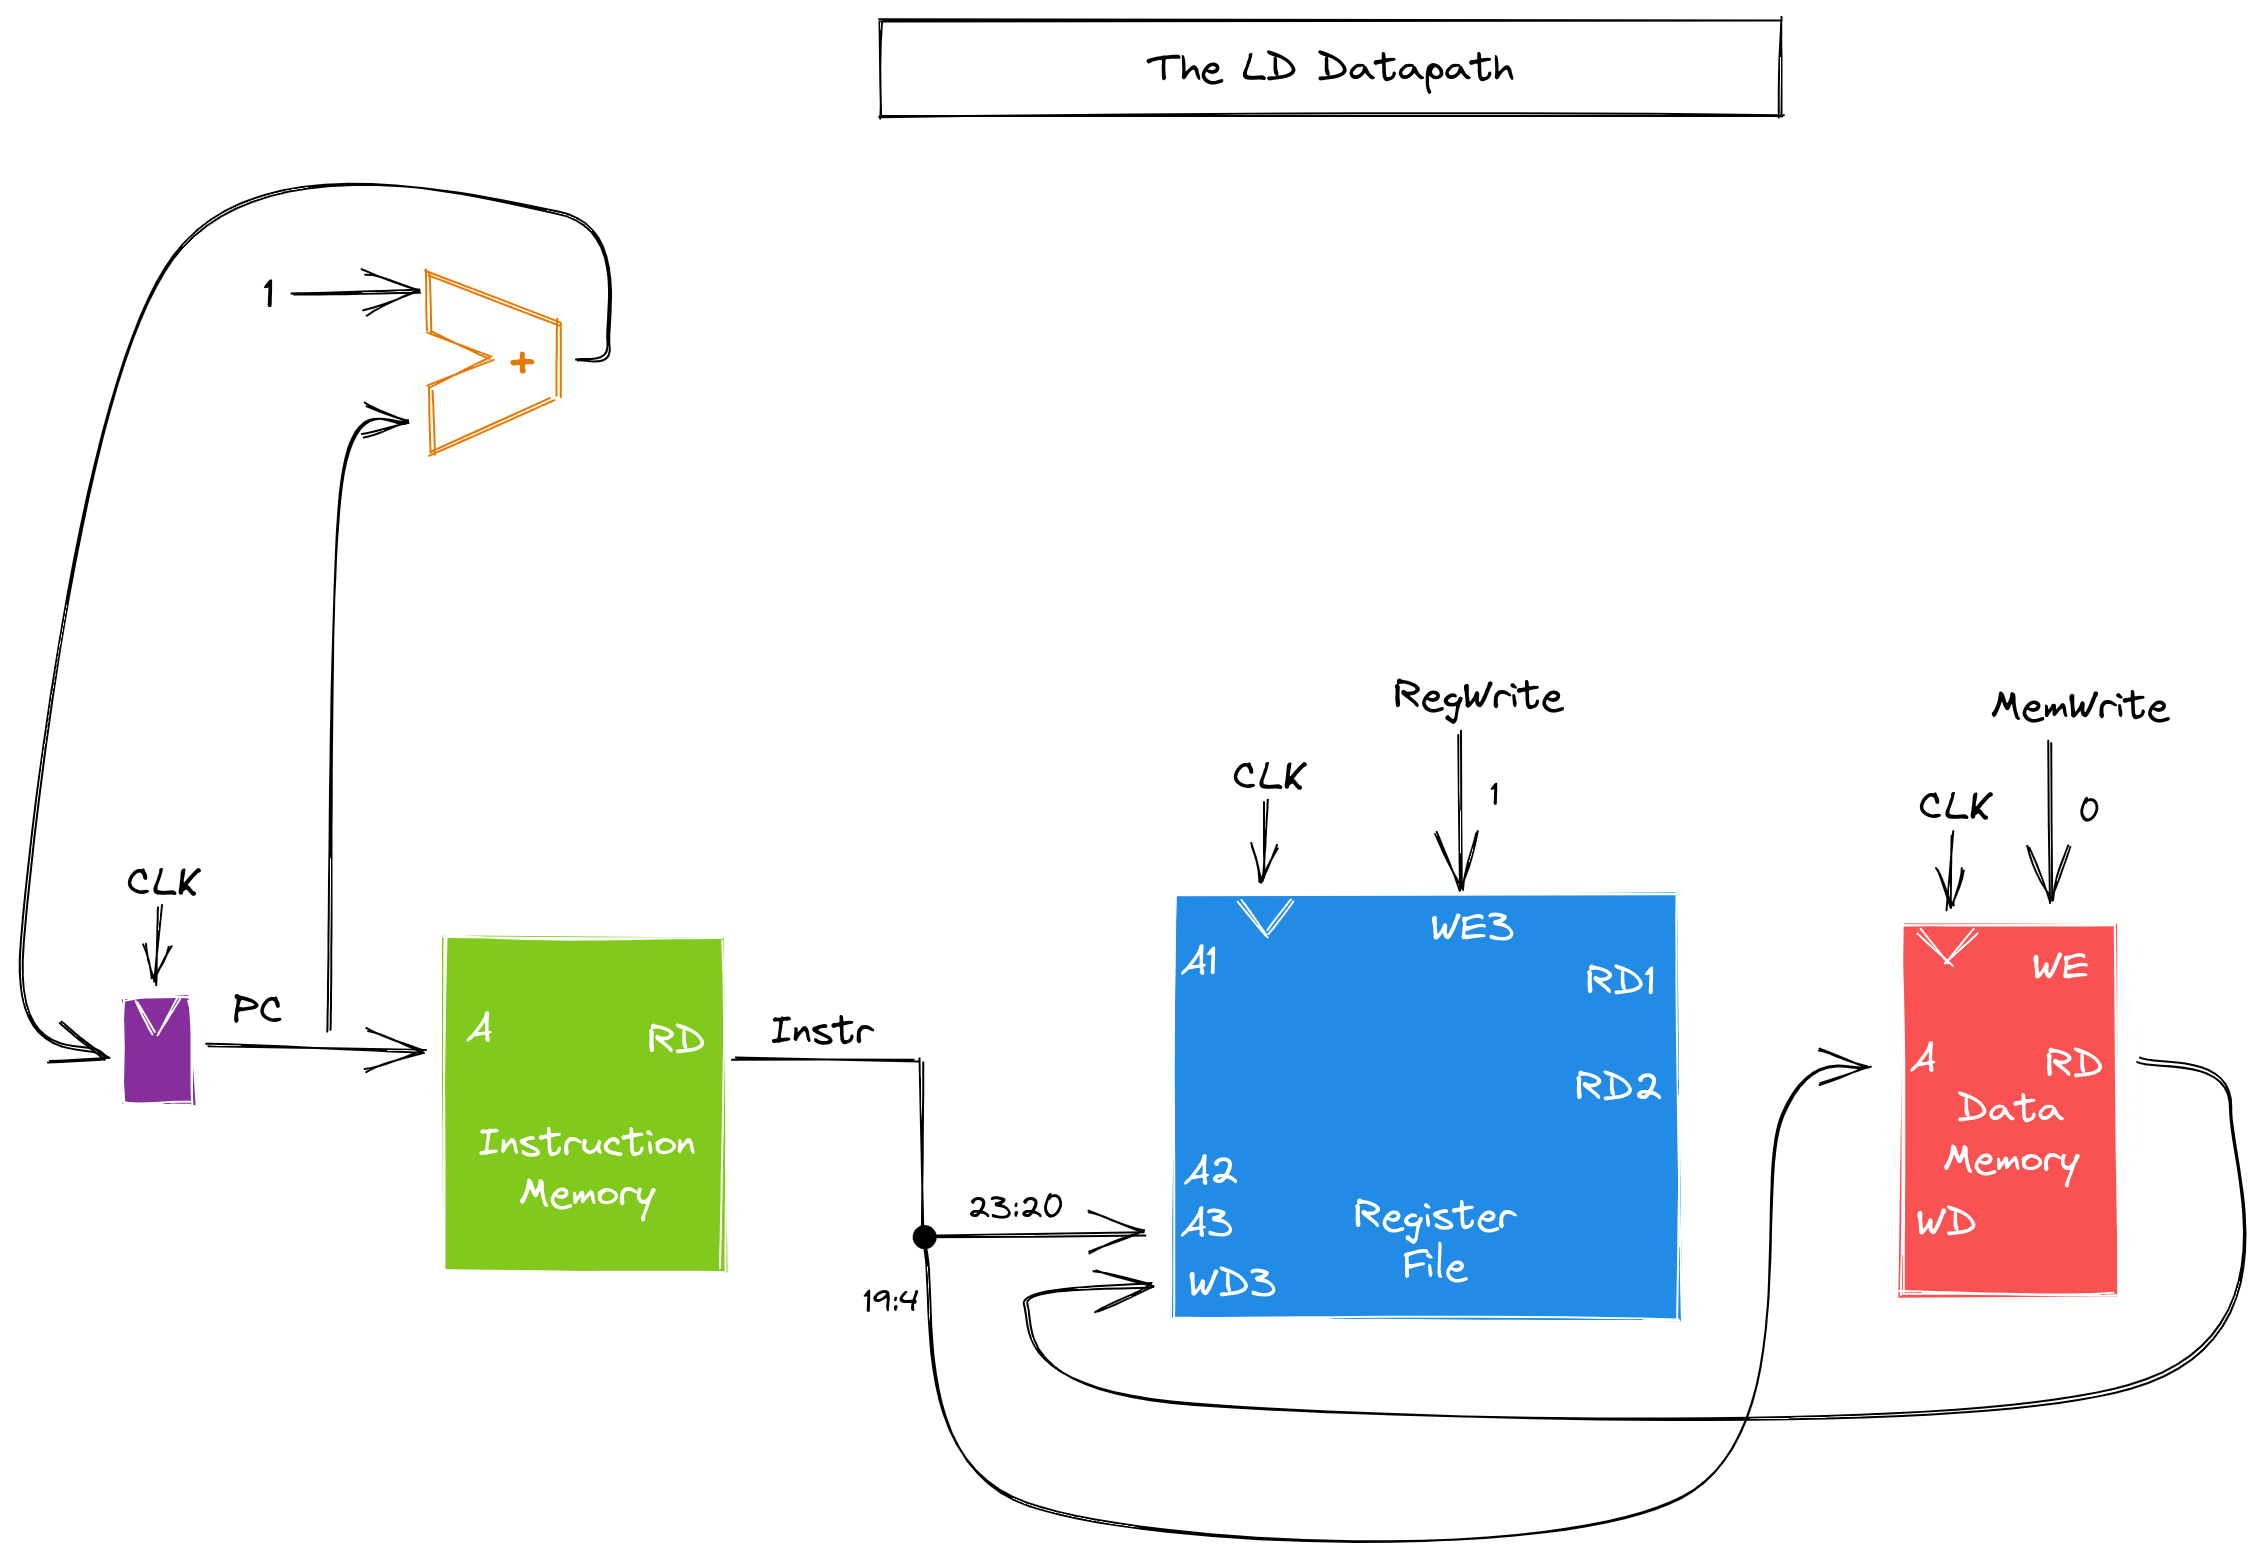 The LD Datapath
1
+
RegWrite
MemWrite
CLK
1
CLK
0
CLK
PC
A
RD
Instruction
Memory
Instr
23:20
19:4
WE3
A1
RD1
RD2
A2
A3
WD3
Register
File
WE
A
RD
Data
Memory
WD